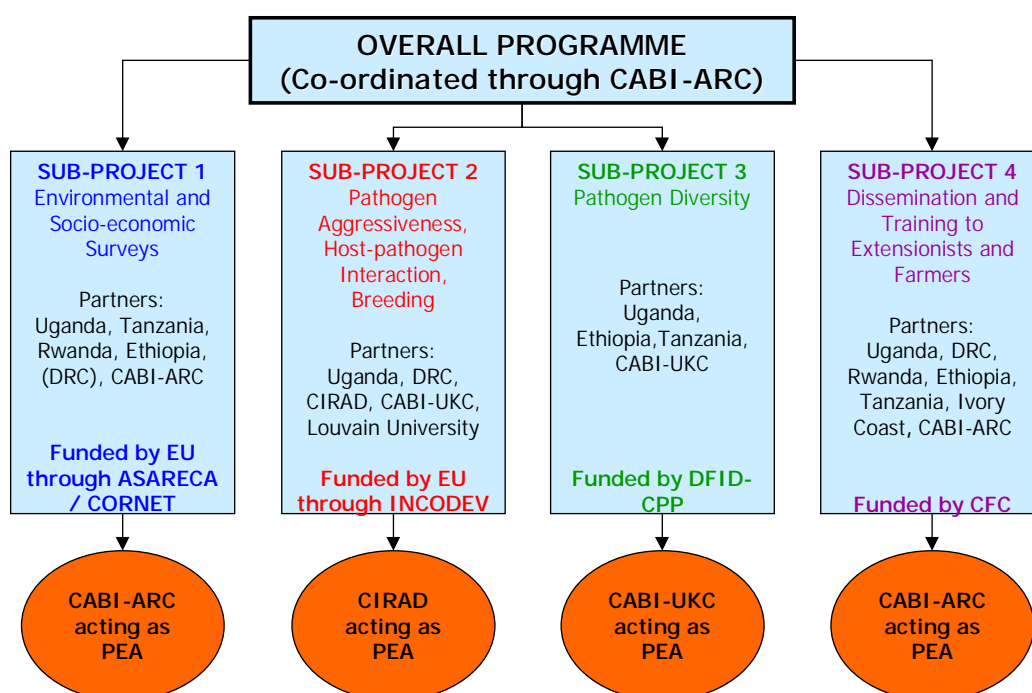 OVERALL PROGRAMME
(Co-ordinated through CABI-ARC)
SUB-PROJECT 1
Environmental and
Socio-economic
Surveys
Partners:
Uganda, Tanzania,
Rwanda, Ethiopia,
(DRC), CABI-ARC
Funded by EU
through ASARECA
/ CORNET
SUB-PROJECT 2
Pathogen
Aggressiveness,
Host-pathogen
Interaction,
Breeding
Partners:
Uganda, DRC,
CIRAD, CABI-UKC,
Louvain University
Funded by EU
through INCODEV
SUB-PROJECT 3
Pathogen Diversity
Partners:
Uganda,
Ethiopia,Tanzania,
CABI-UKC
Funded by DFID-
CPP
SUB-PROJECT 4
Dissemination and
Training to
Extensionists and
Farmers
Partners:
Uganda, DRC,
Rwanda, Ethiopia,
Tanzania, Ivory
Coast, CABI-ARC
Funded by CFC
CABI-ARC
acting as
PEA
CIRAD
acting as
PEA
CABI-UKC
acting as
PEA
CABI-ARC
acting as
PEA